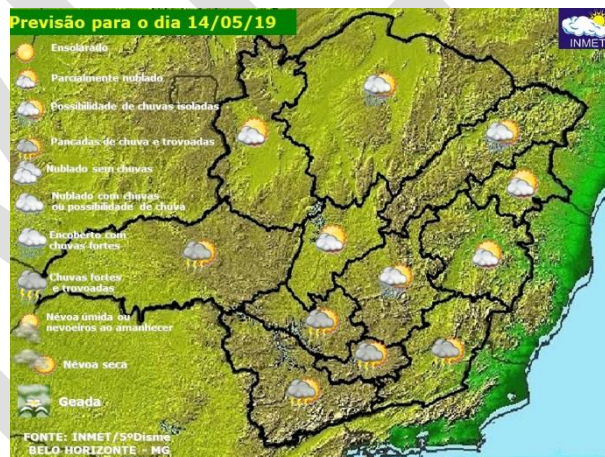 Previsão para o dia 14/05/19
INMET
Ensolarado
Parcialmente nublado
Possibilidade de chuvas isoladas
Pancadas de chuva e trovoadas
Nublado sem chuvas
Nublado com chuvas
ou possibilidade de chuva
Encoberto com
chuvas fortes
Chuvas fortes
e trovoadas
Névoa úmida ou
nevoeiros ao amanhecer
Névoa seca
Geada
FONTE: INMET/5ºDisme
BELO HORIZONTE - MG